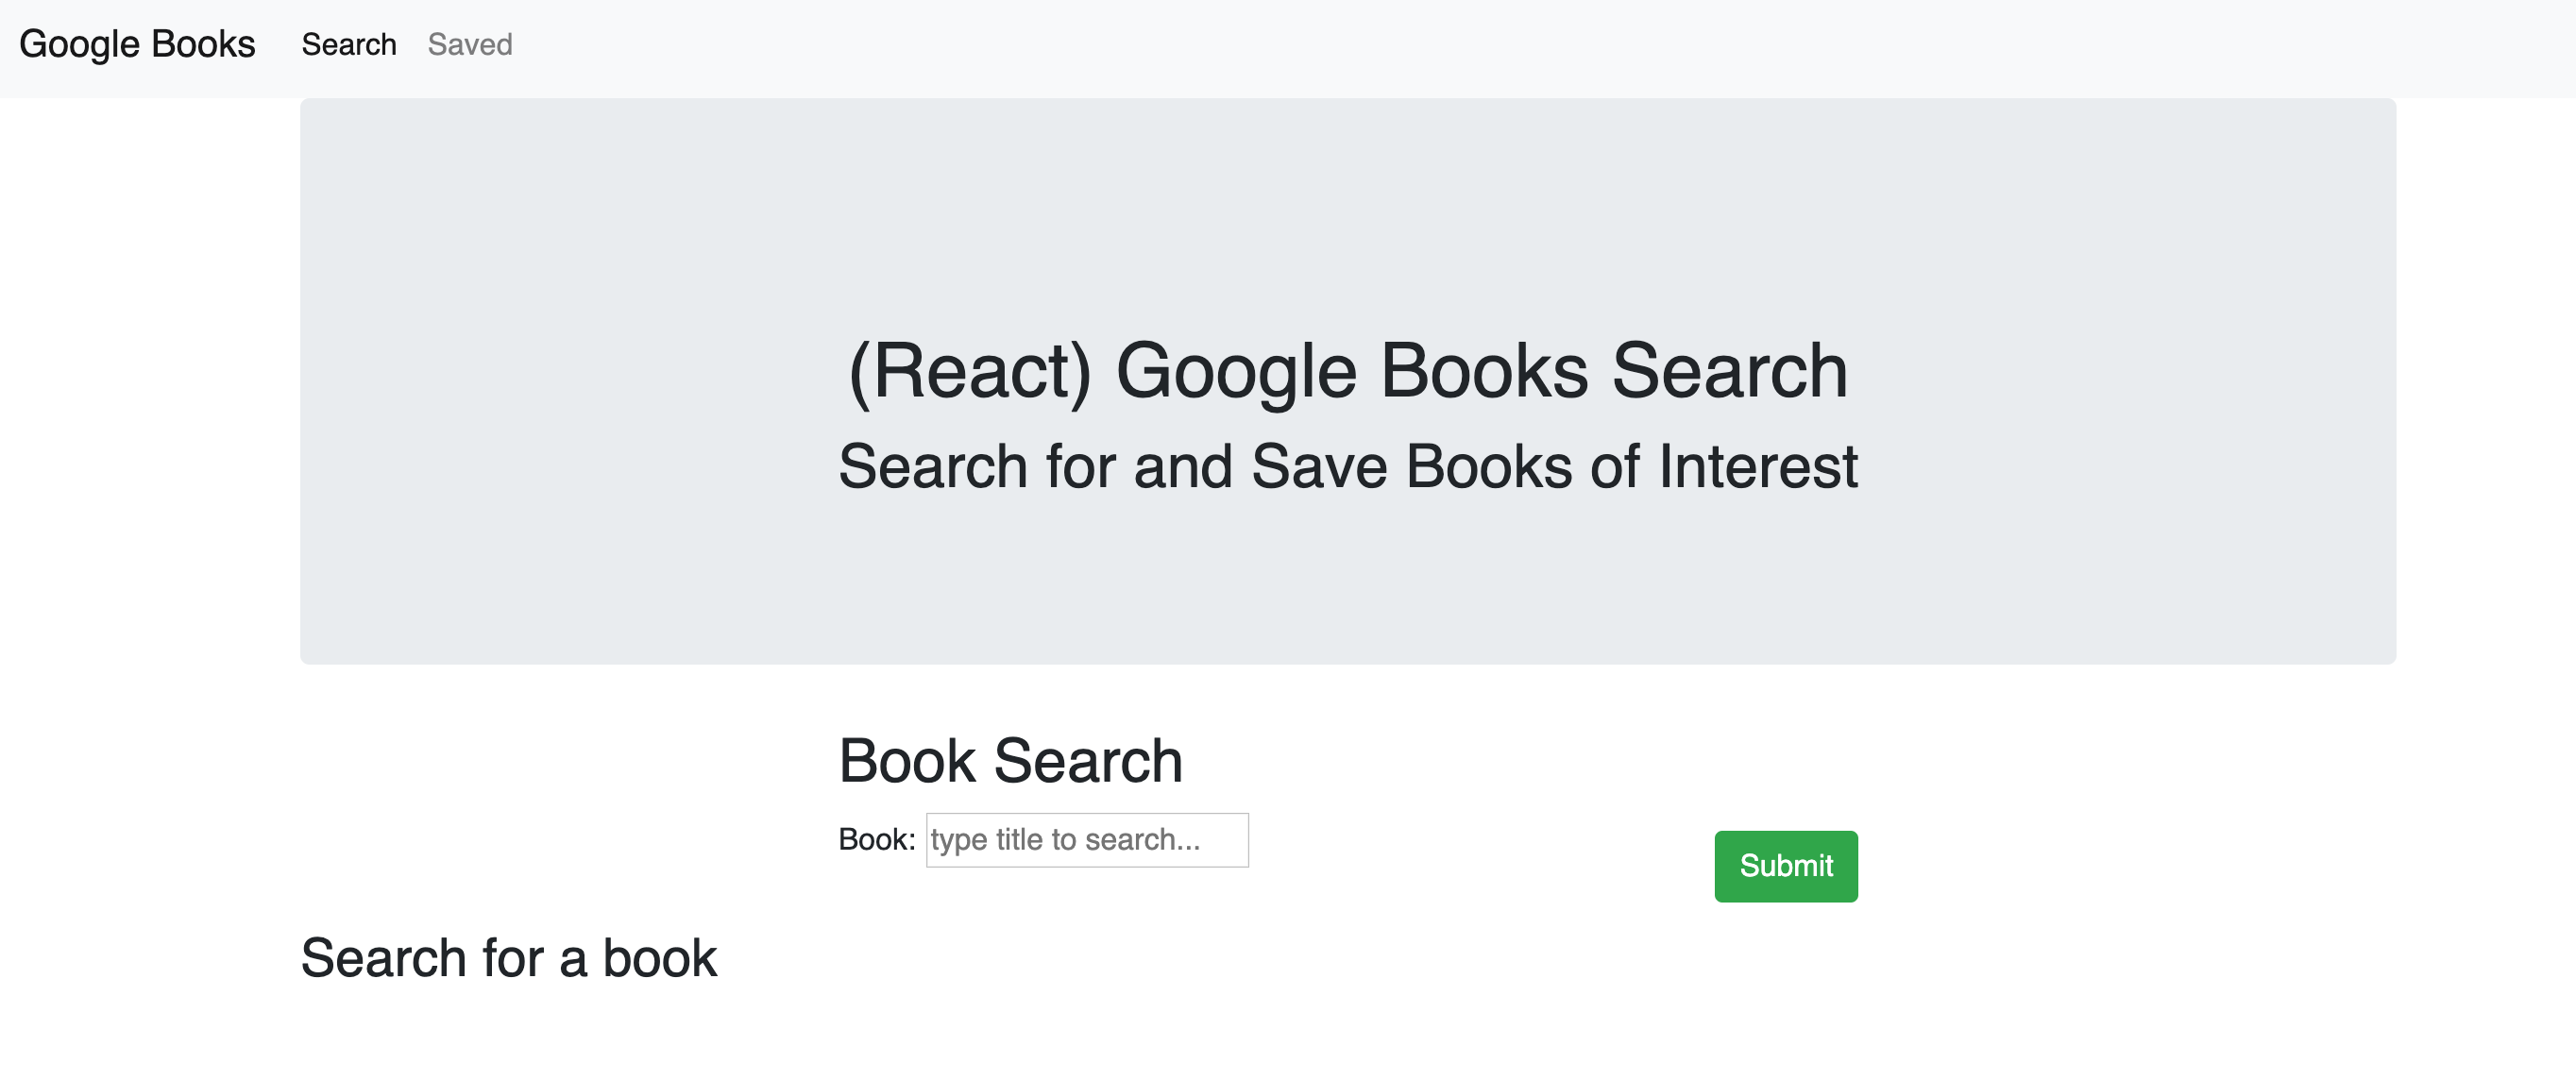 Google Books Search Saved
(React) Google Books Search
Search for and Save Books of Interest
Book Search
Book: type title to search...
Submit
Search for a book